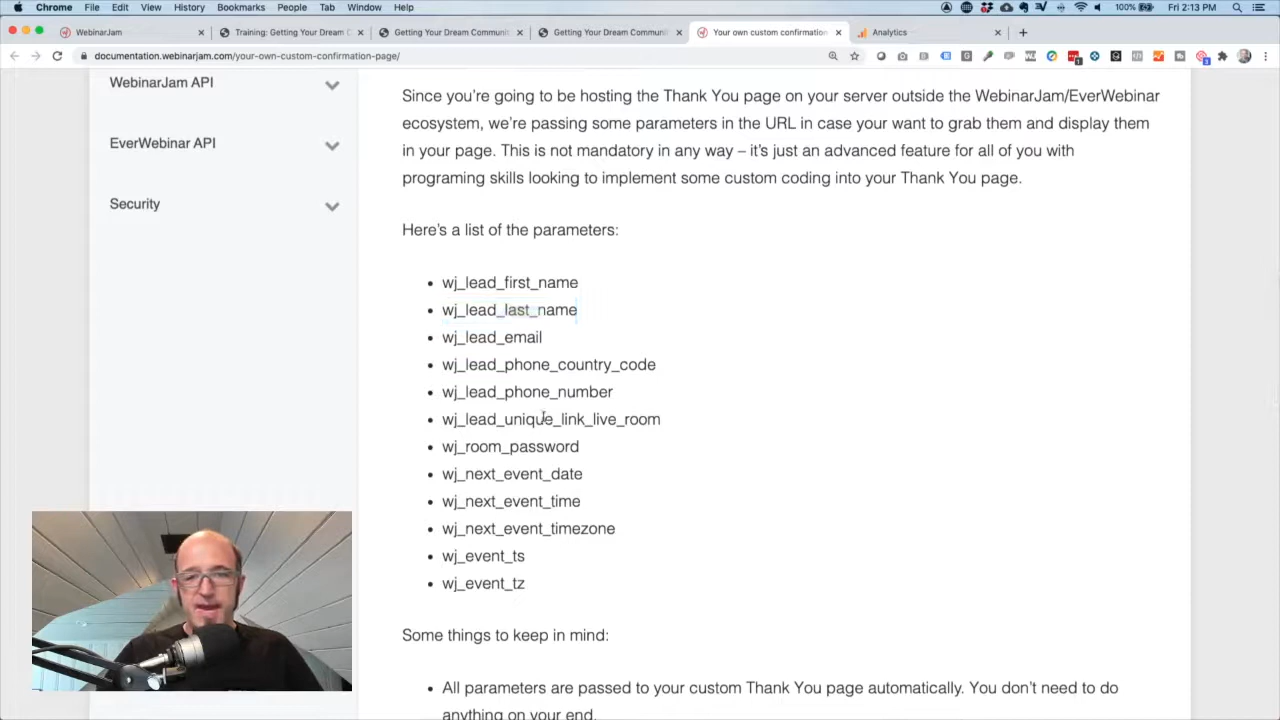 Chrome File Edit View History Bookmarks People Tab Window Help 100% Fri 2:13 PM
WebinarJam Training: Getting Your Dream C Getting Your Dream Communit Getting Your Dream Communit Your own custom confirmation Analytics
documentation.webinarjam.com/your-own-custom-confirmation-page/
WebinarJam API
EverWebinar API
Security
Since you're going to be hosting the Thank You page on your server outside the WebinarJam/EverWebinar
ecosystem, we're passing some parameters in the URL in case your want to grab them and display them
in your page. This is not mandatory in any way – it's just an advanced feature for all of you with
programing skills looking to implement some custom coding into your Thank You page.
Here's a list of the parameters:
• wj_lead_first_name
• wj_lead_last_name
• wj_lead_email
• wj_lead_phone_country_code
• wj_lead_phone_number
• wj_lead_unique_link_live_room
• wj_room_password
• wj_next_event_date
• wj_next_event_time
• wj_next_event_timezone
• wj_event_ts
• wj_event_tz
Some things to keep in mind:
• All parameters are passed to your custom Thank You page automatically. You don't need to do
anything on your end.